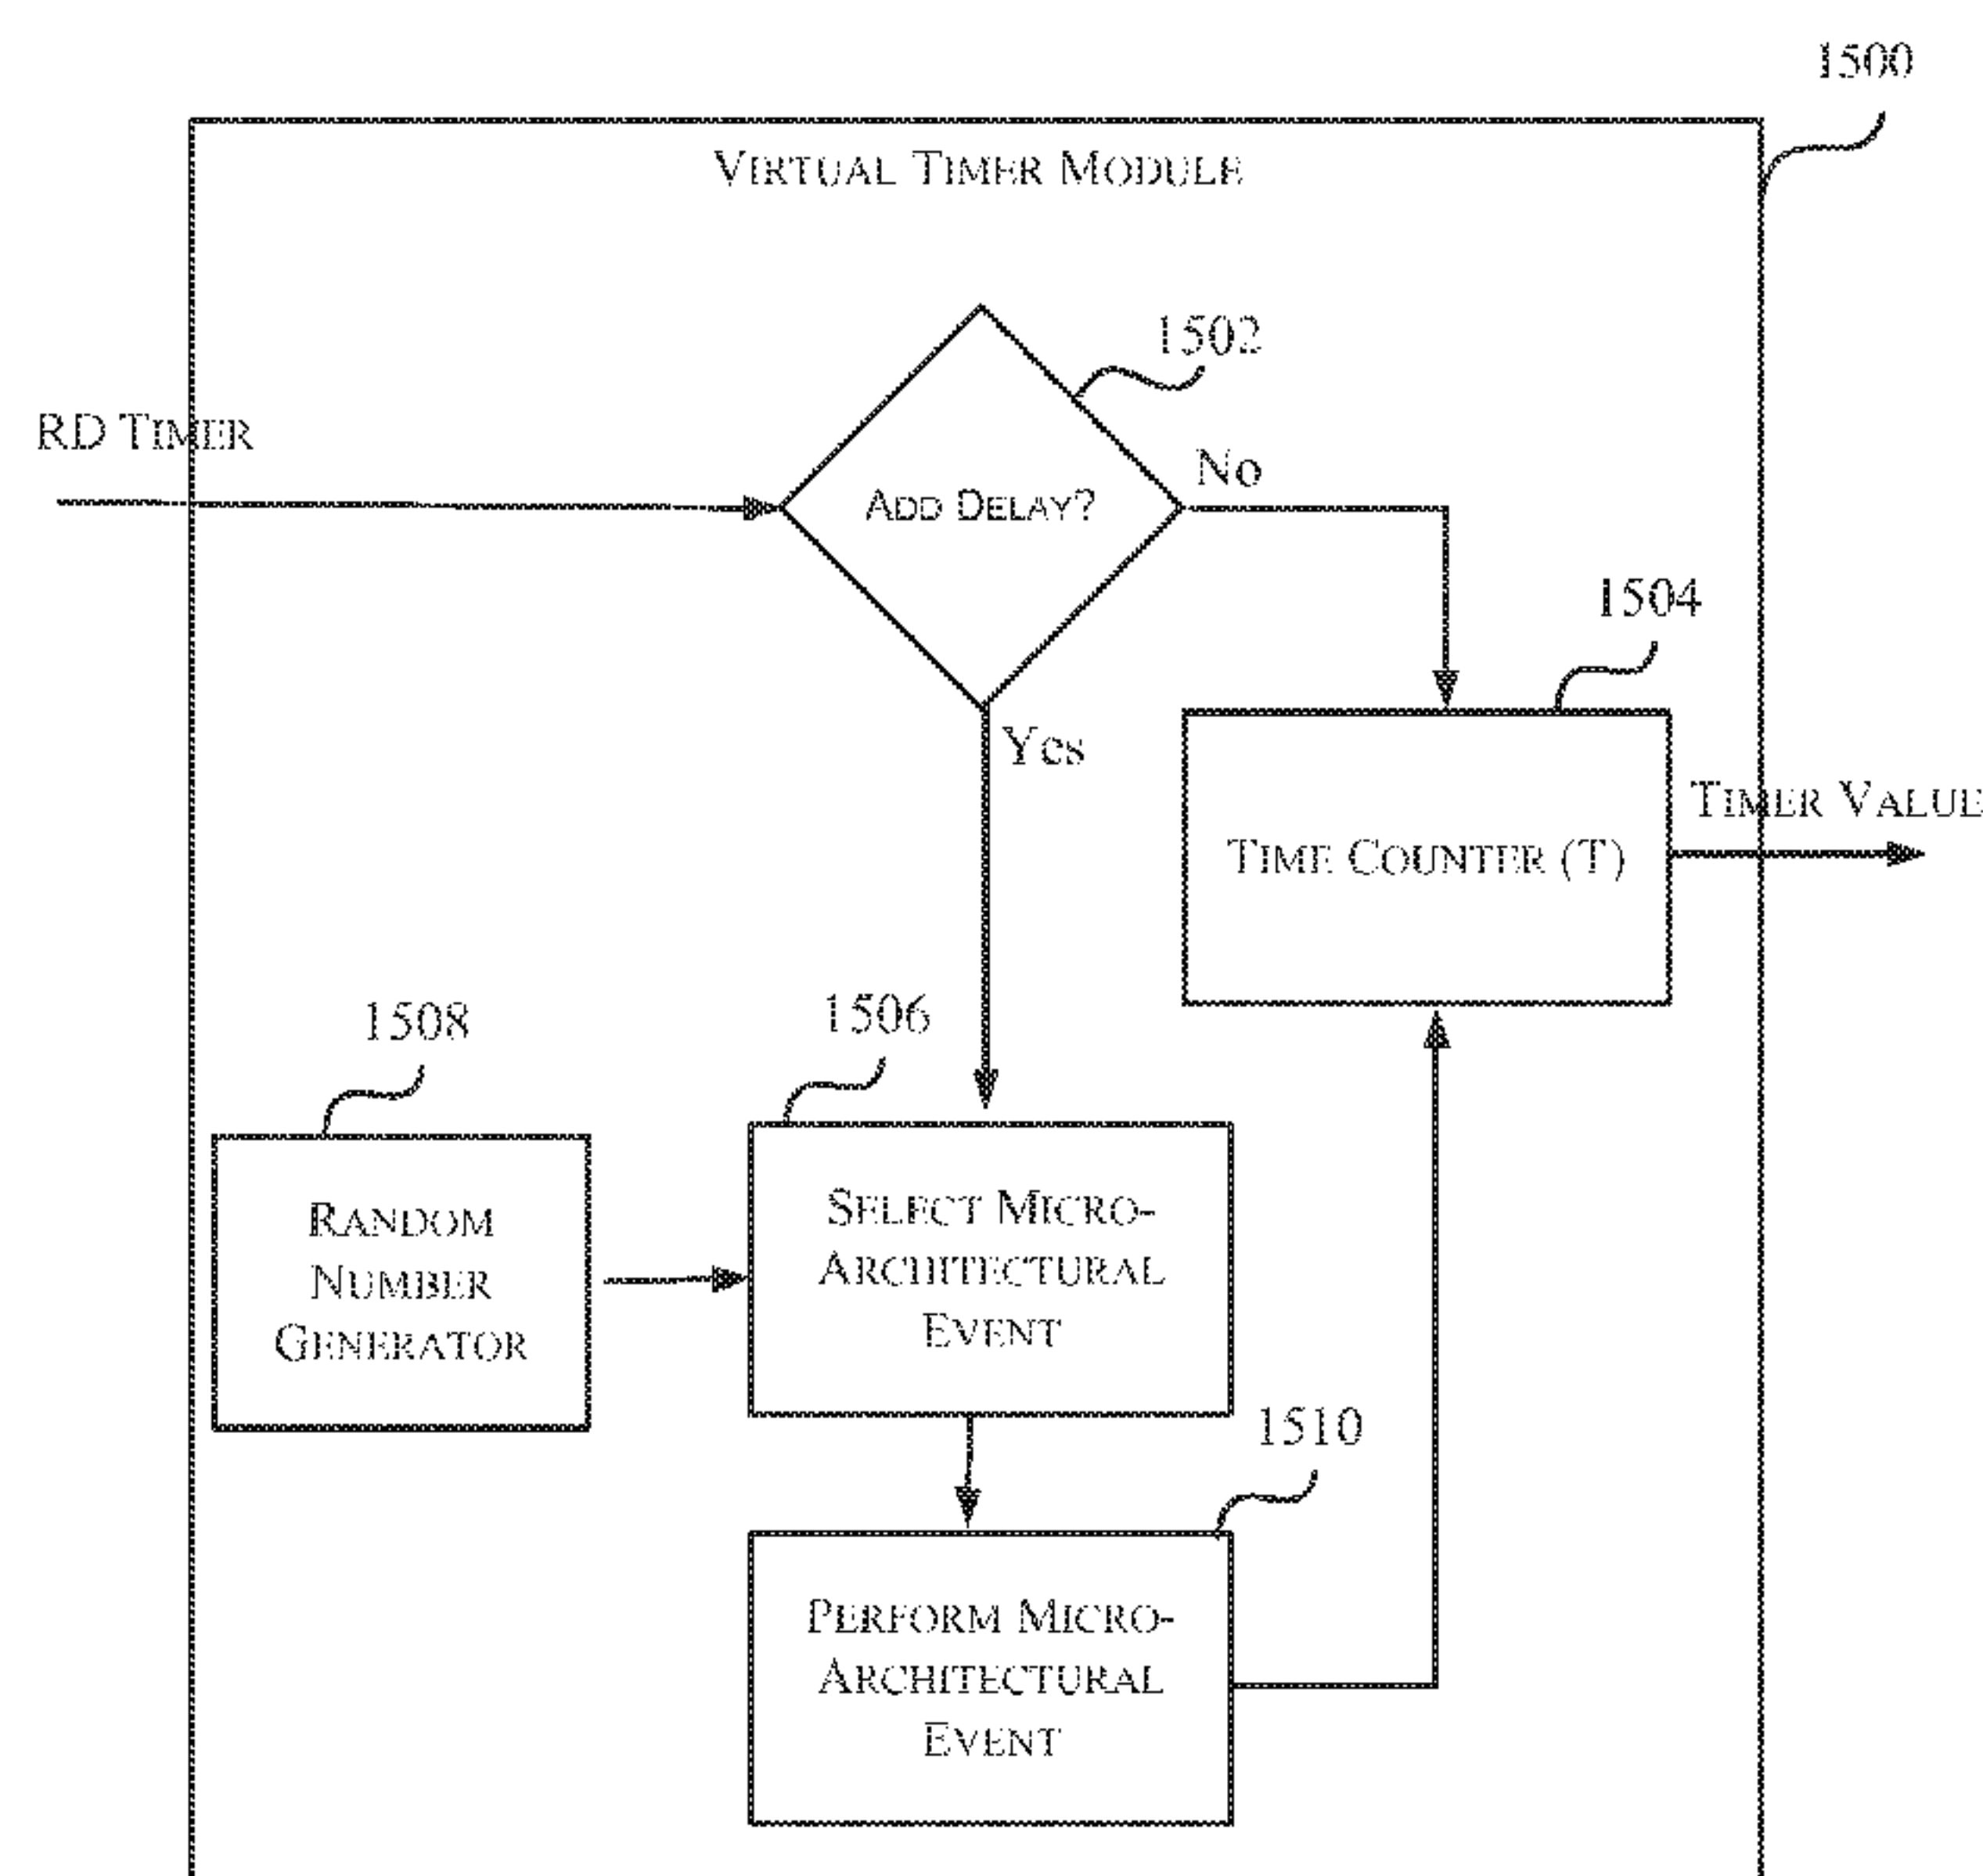 1500
VIRTUAL TIMER MODULE
1502
RD TIMER
No
ADD DELAY?
1504
Yes
TIMER VALUE
TIME COUNTER (T)
1508
1506
RANDOM
NUMBER
GENERATOR
SELECT MICRO-
ARCHITECTURAL
EVENT
1510
PERFORM MICRO-
ARCHITECTURAL
EVENT